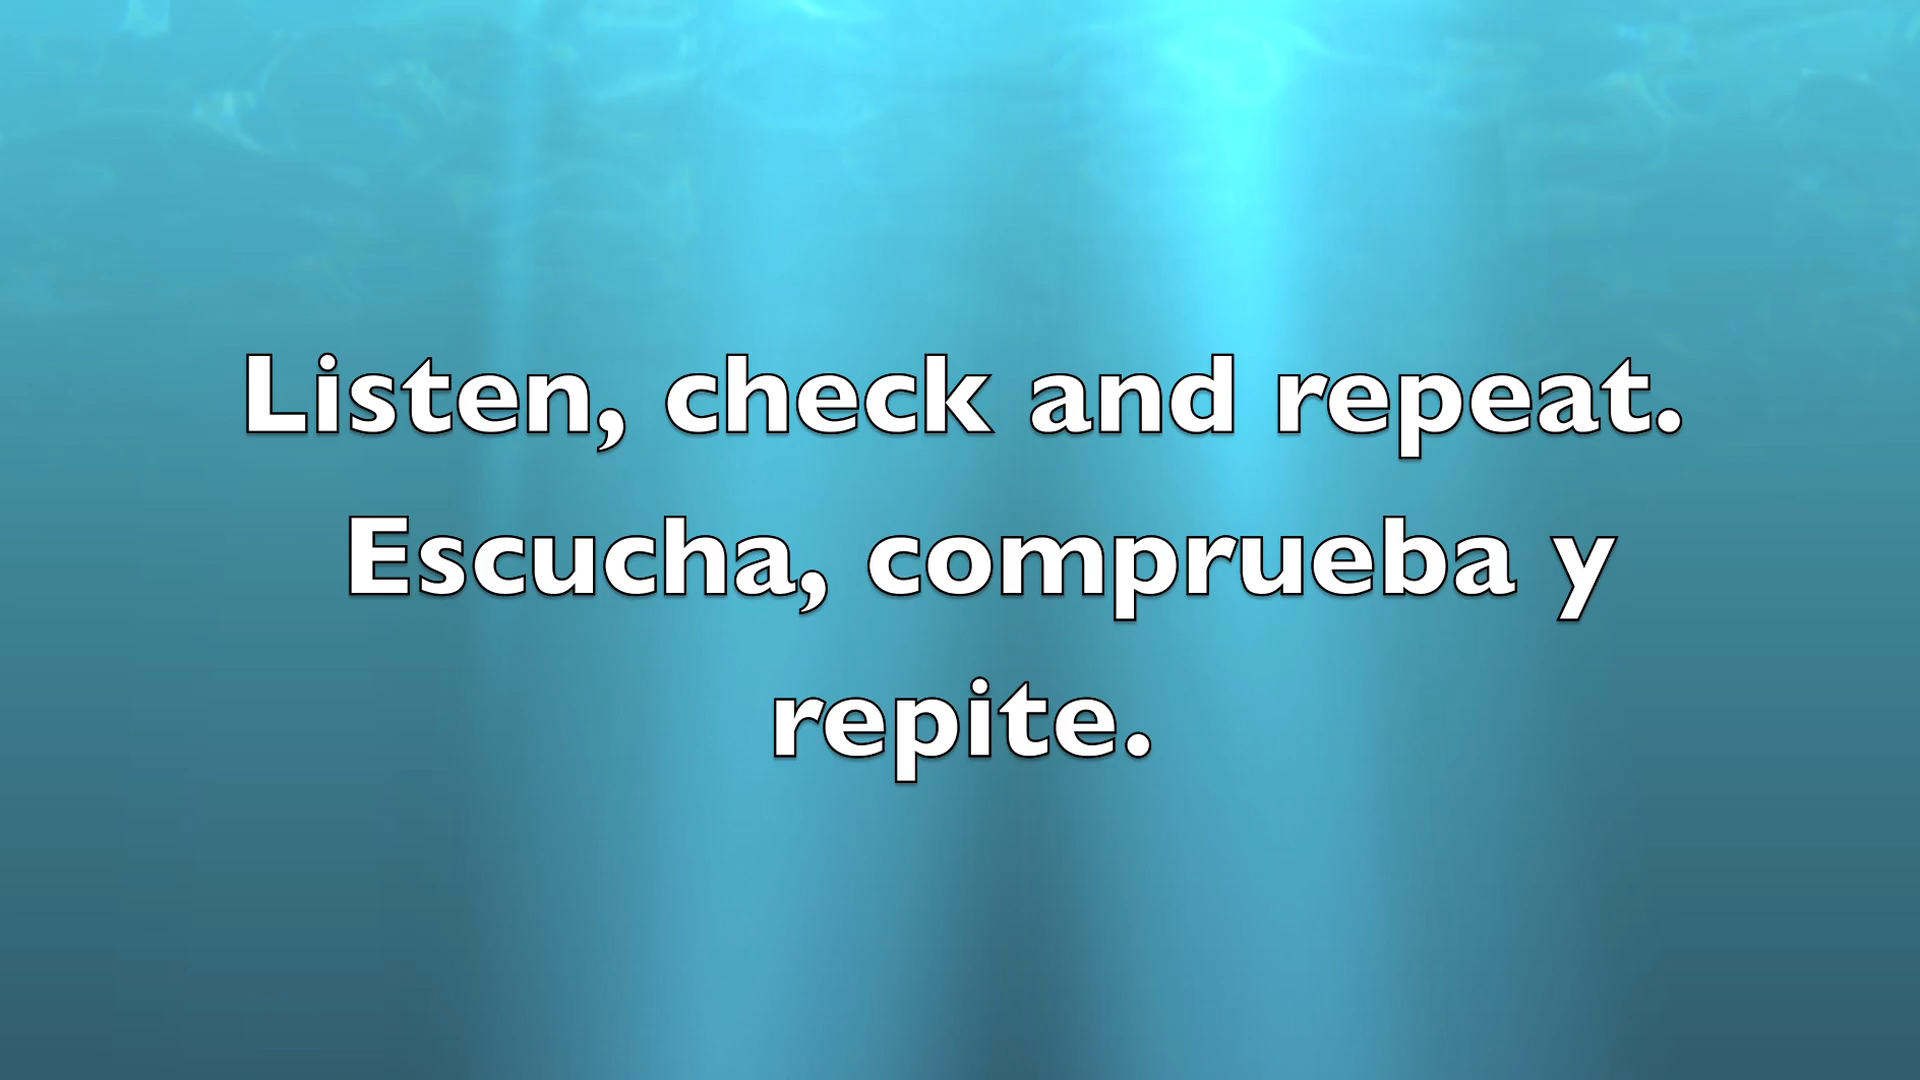 Listen, check and repeat.
Escucha, comprueba y
repite.